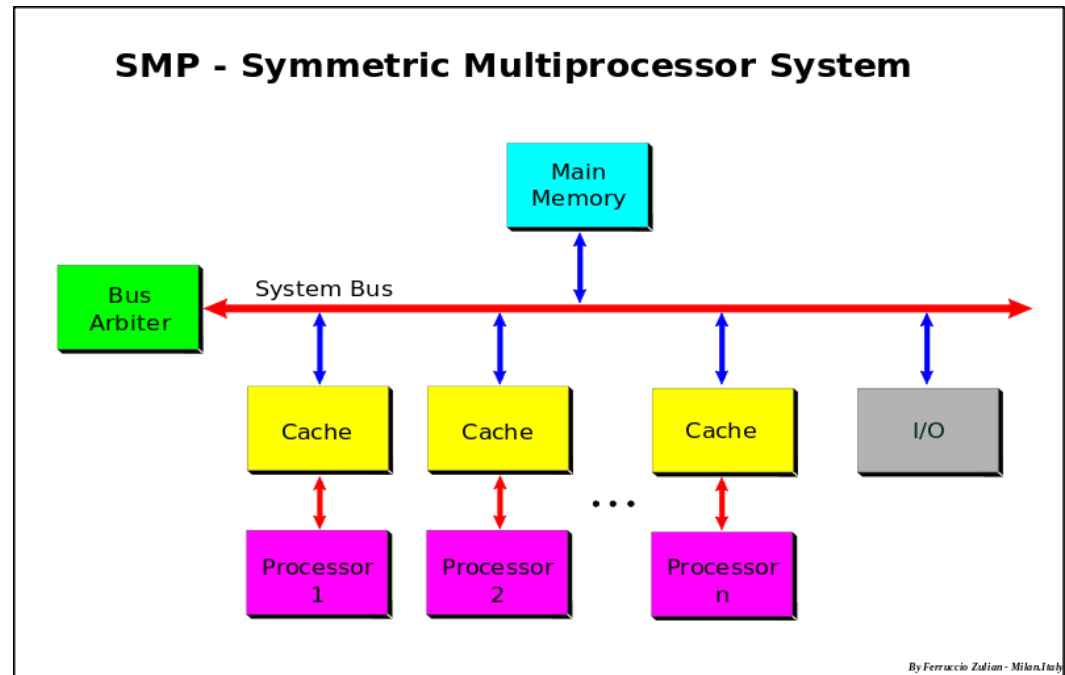 SMP - Symmetric Multiprocessor System
Main
Memory
Bus
Arbiter
System Bus
Cache
Cache
Cache
I/O
...
Processor
1
Processor
2
Processor
n
By Ferruccio Zulian - Milan.Italy